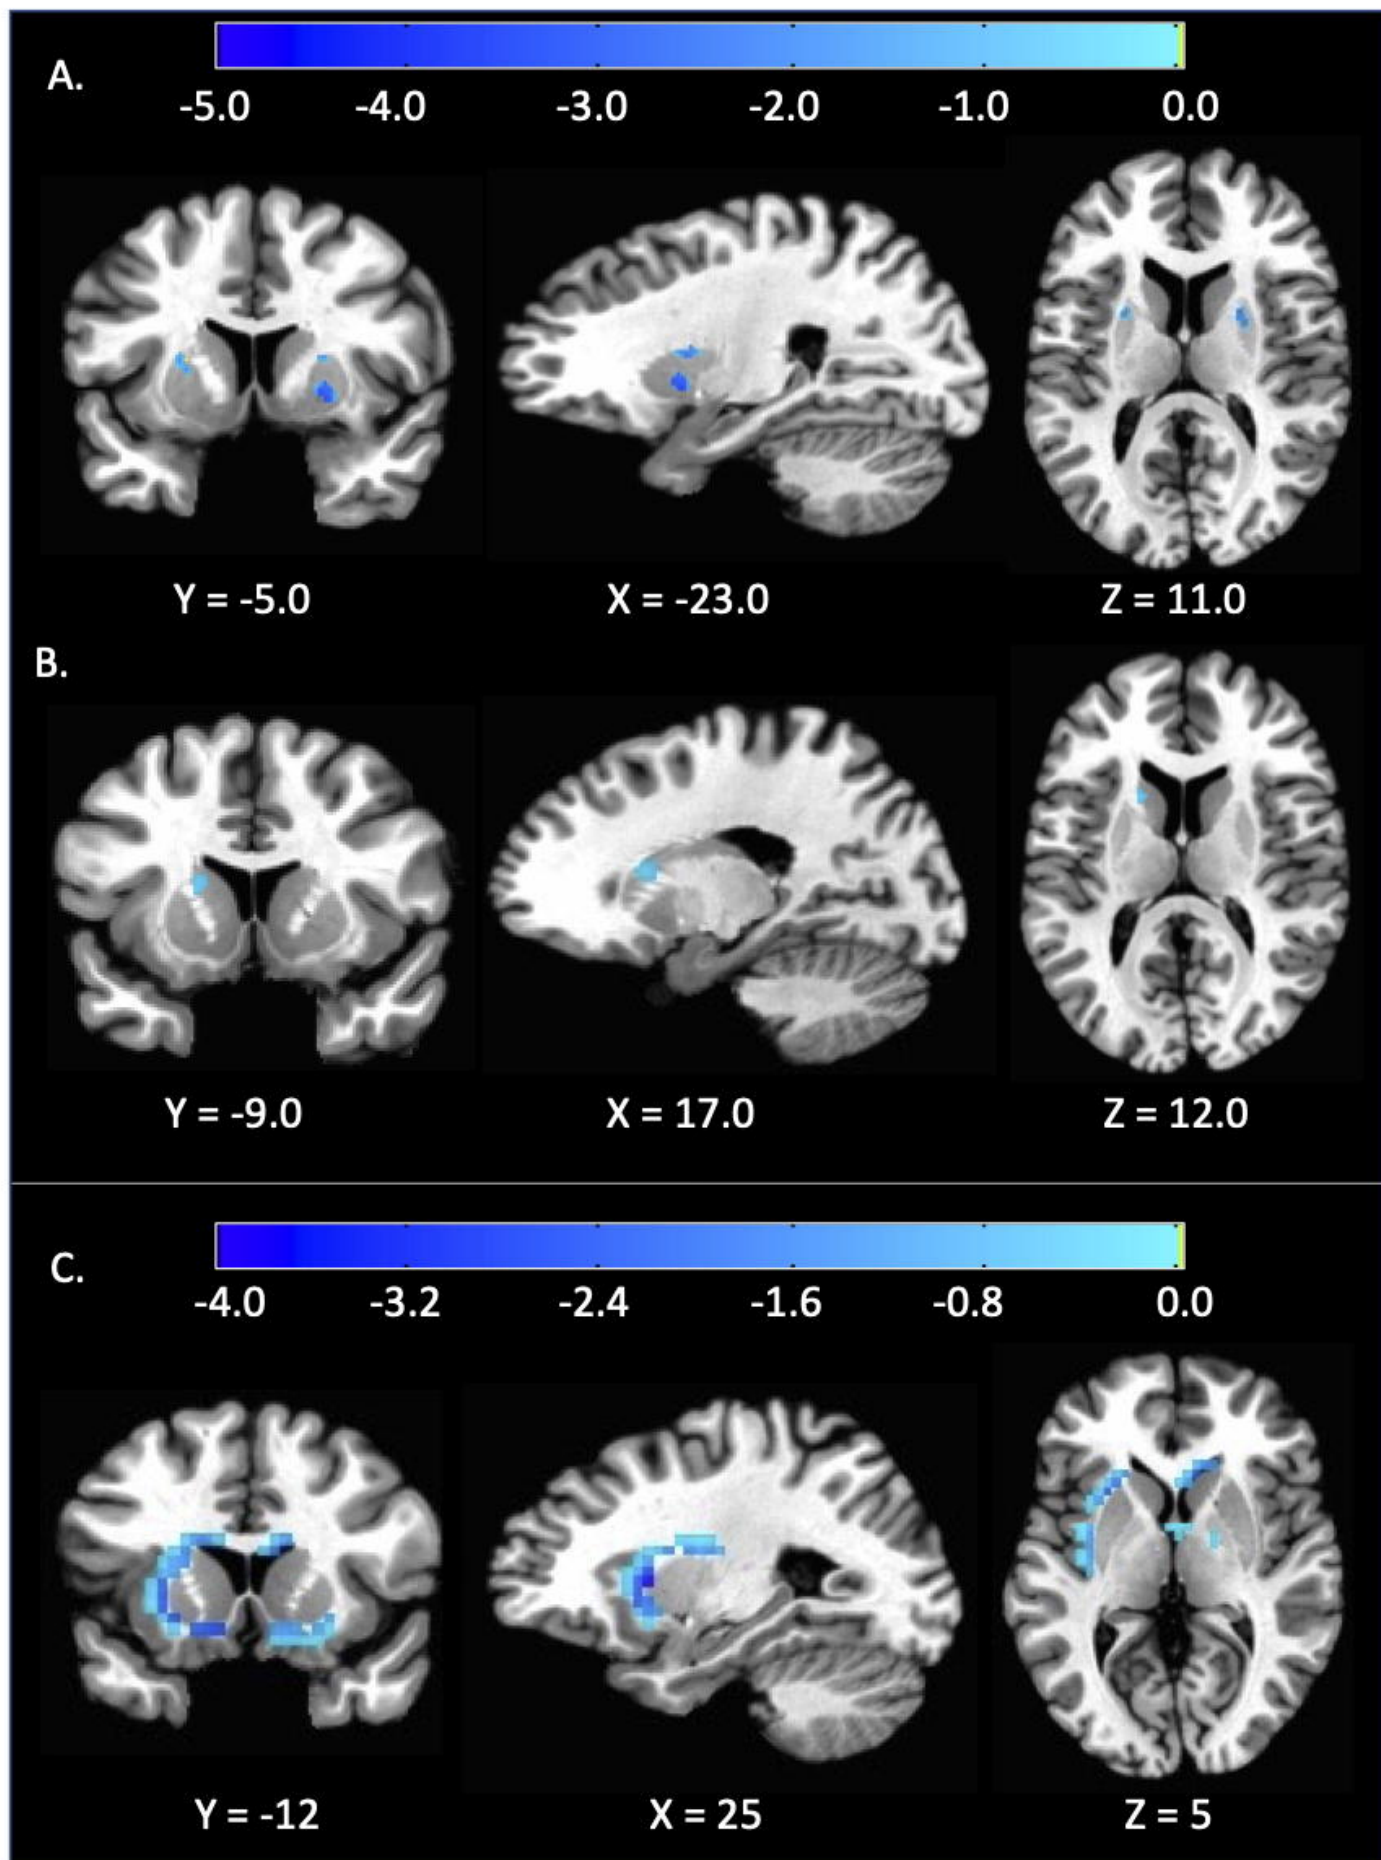 A.
-5.0 -4.0 -3.0 -2.0 -1.0 0.0
Y = -5.0 X = -23.0 Z = 11.0
B.
Y = -9.0 X = 17.0 Z = 12.0
C.
-4.0 -3.2 -2.4 -1.6 -0.8 0.0
Y = -12 X = 25 Z = 5